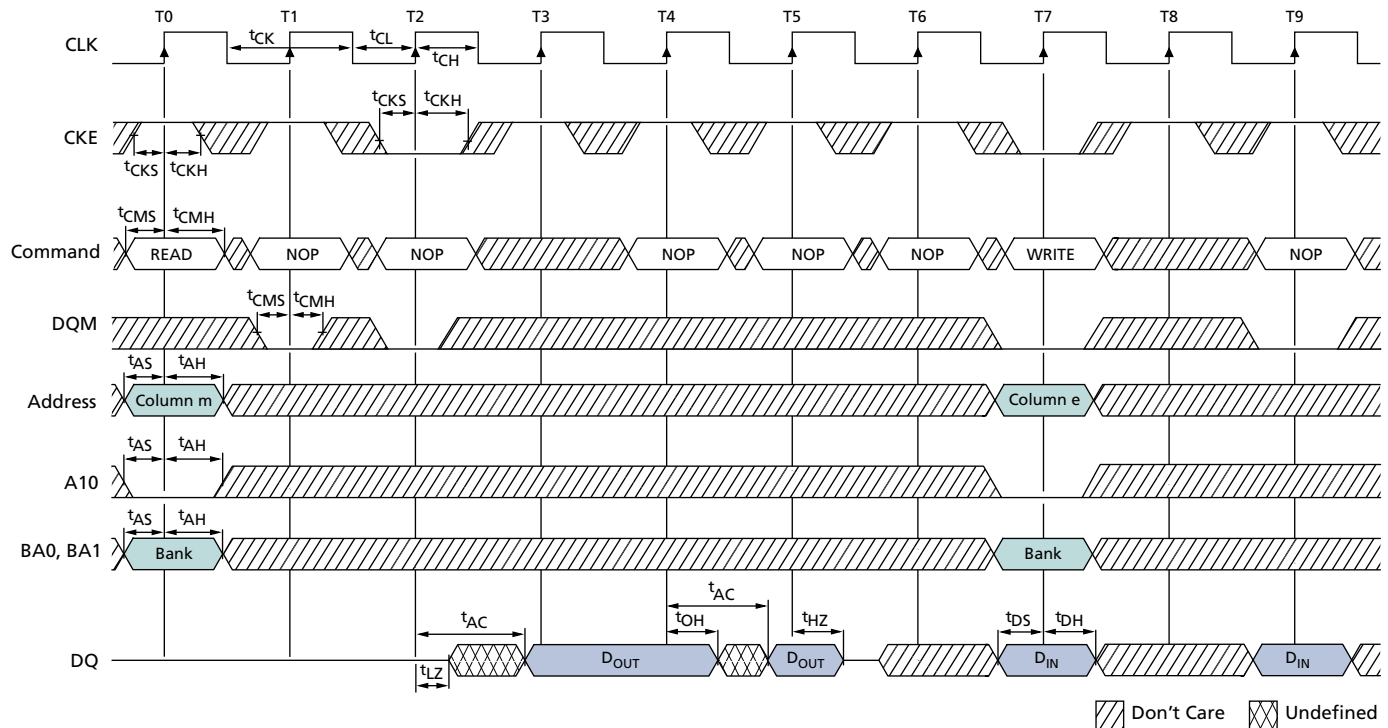 T0 T1 T2 T3 T4 T5 T6 T7 T8 T9
CLK tCK tCL tCH
tCKS tCKH
CKE
tCKS tCKH
tCMS tCMH
Command READ NOP NOP NOP NOP NOP WRITE NOP
tCMS tCMH
DQM
tAS tAH
Address Column m Column e
tAS tAH
A10
tAS tAH
BA0, BA1 Bank Bank
tAC
tAC tOH tHZ tDS tDH
DQ DOUT DOUT DIN DIN
tLZ
Don't Care Undefined